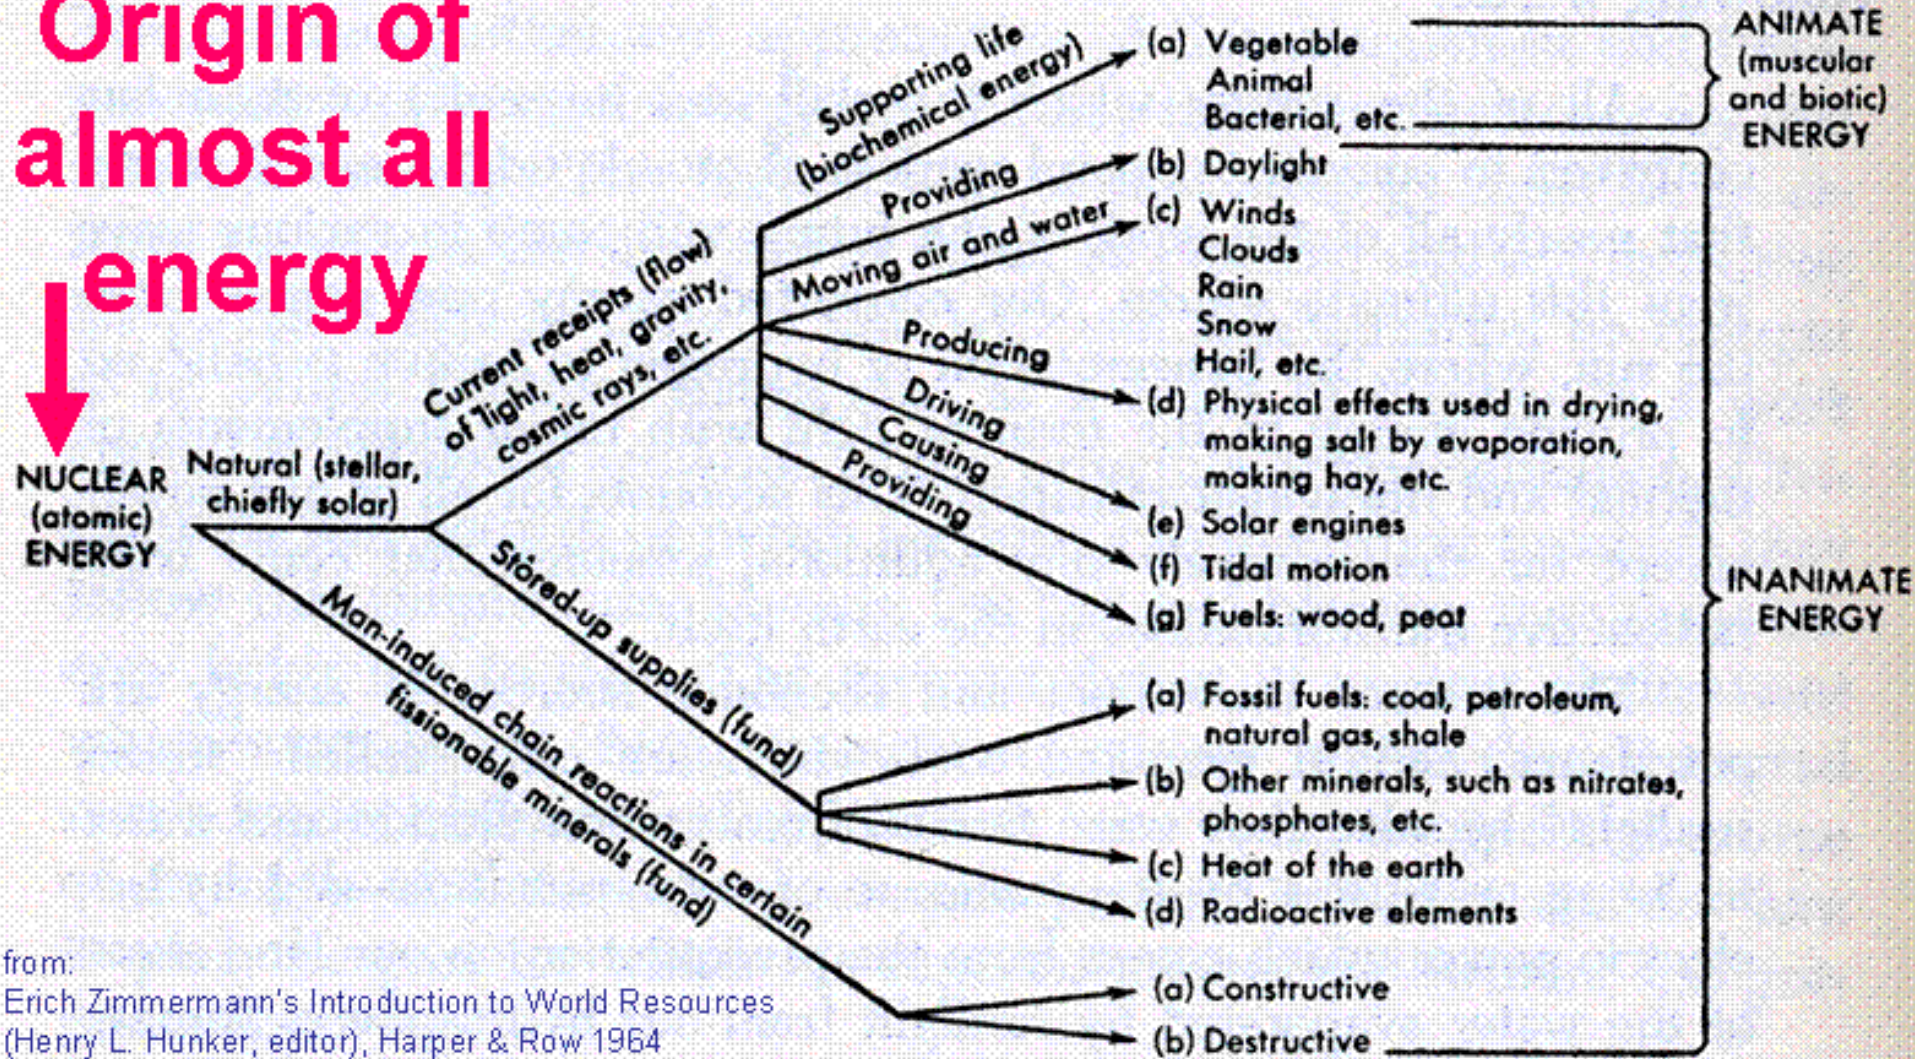 Origin of
almost all
energy
NUCLEAR
(atomic)
ENERGY
Natural (stellar,
chiefly solar)
Current receipts (flow)
of light, heat, gravity,
cosmic rays, etc.
Stored-up supplies (fund)
Man-induced chain reactions in certain
fissionable minerals (fund)
Supporting life
(biochemical energy)
(a) Vegetable
Animal
Bacterial, etc.
Providing
(b) Daylight
Moving air and water
(c) Winds
Clouds
Rain
Snow
Hail, etc.
Producing
(d) Physical effects used in drying,
making salt by evaporation,
making hay, etc.
Driving
(e) Solar engines
Causing
(f) Tidal motion
Providing
(g) Fuels: wood, peat
(a) Fossil fuels: coal, petroleum,
natural gas, shale
(b) Other minerals, such as nitrates,
phosphates, etc.
(c) Heat of the earth
(d) Radioactive elements
(a) Constructive
(b) Destructive
ANIMATE
(muscular
and biotic)
ENERGY
INANIMATE
ENERGY
from:
Erich Zimmermann's Introduction to World Resources
(Henry L. Hunker, editor), Harper & Row 1964